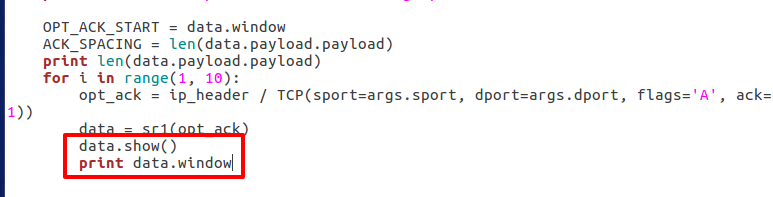 OPT_ACK_START = data.window
ACK_SPACING = len(data.payload.payload)
print len(data.payload.payload)
for i in range(1, 10):
opt_ack = ip_header / TCP(sport=args.sport, dport=args.dport, flags='A', ack=
1))
data = sr1(opt_ack)
data.show()
print data.window